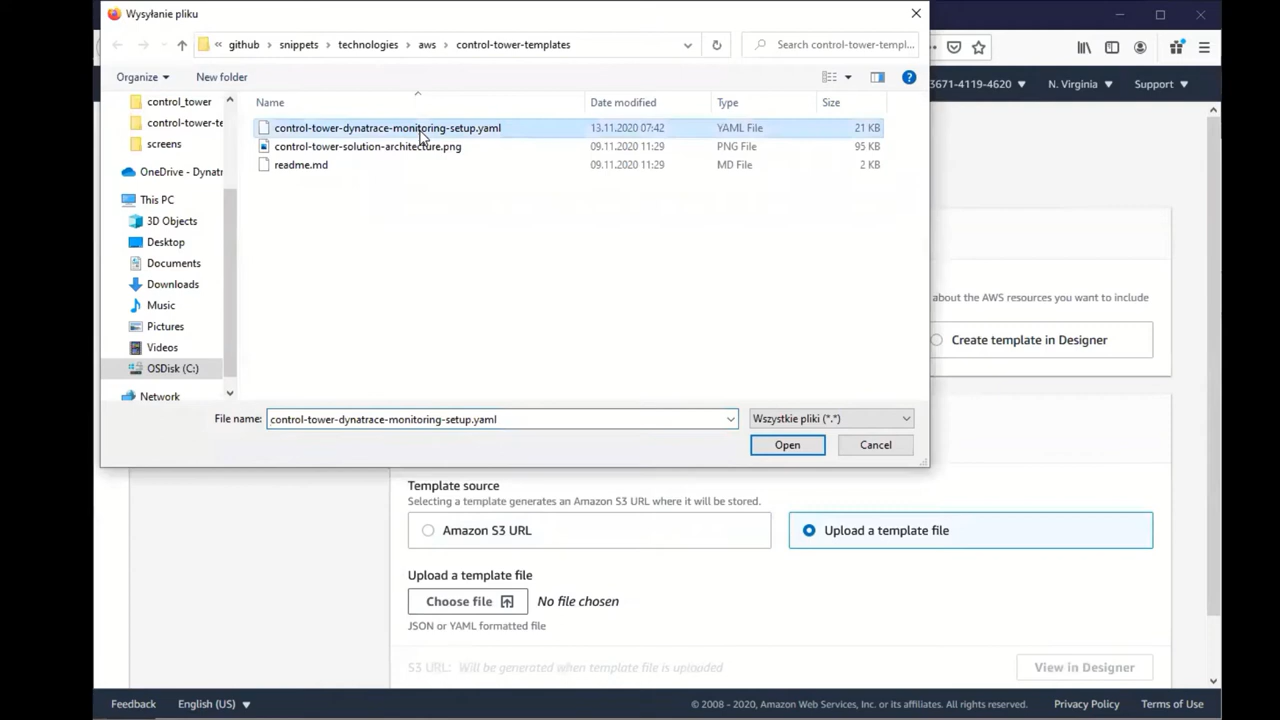 Wysyłanie pliku
« github > snippets > technologies > aws > control-tower-templates
Search control-tower-templ...
Organize
New folder
?
Name
Date modified
Type
Size
control_tower
control-tower-te
screens
OneDrive - Dynatr
This PC
3D Objects
Desktop
Documents
Downloads
Music
Pictures
Videos
OSDisk (C:)
Network
control-tower-dynatrace-monitoring-setup.yaml 13.11.2020 07:42 YAML File 21 KB
control-tower-solution-architecture.png 09.11.2020 11:29 PNG File 95 KB
readme.md 09.11.2020 11:29 MD File 2 KB
File name: control-tower-dynatrace-monitoring-setup.yaml
Wszystkie pliki (*.*)
Open
Cancel
3671-4119-4620
N. Virginia
Support
about the AWS resources you want to include
Create template in Designer
Template source
Selecting a template generates an Amazon S3 URL where it will be stored.
Amazon S3 URL
Upload a template file
Upload a template file
Choose file
No file chosen
JSON or YAML formatted file
S3 URL: Will be generated when template file is uploaded
View in Designer
Feedback
English (US)
© 2008 - 2020, Amazon Web Services, Inc. or its affiliates. All rights reserved.
Privacy Policy
Terms of Use